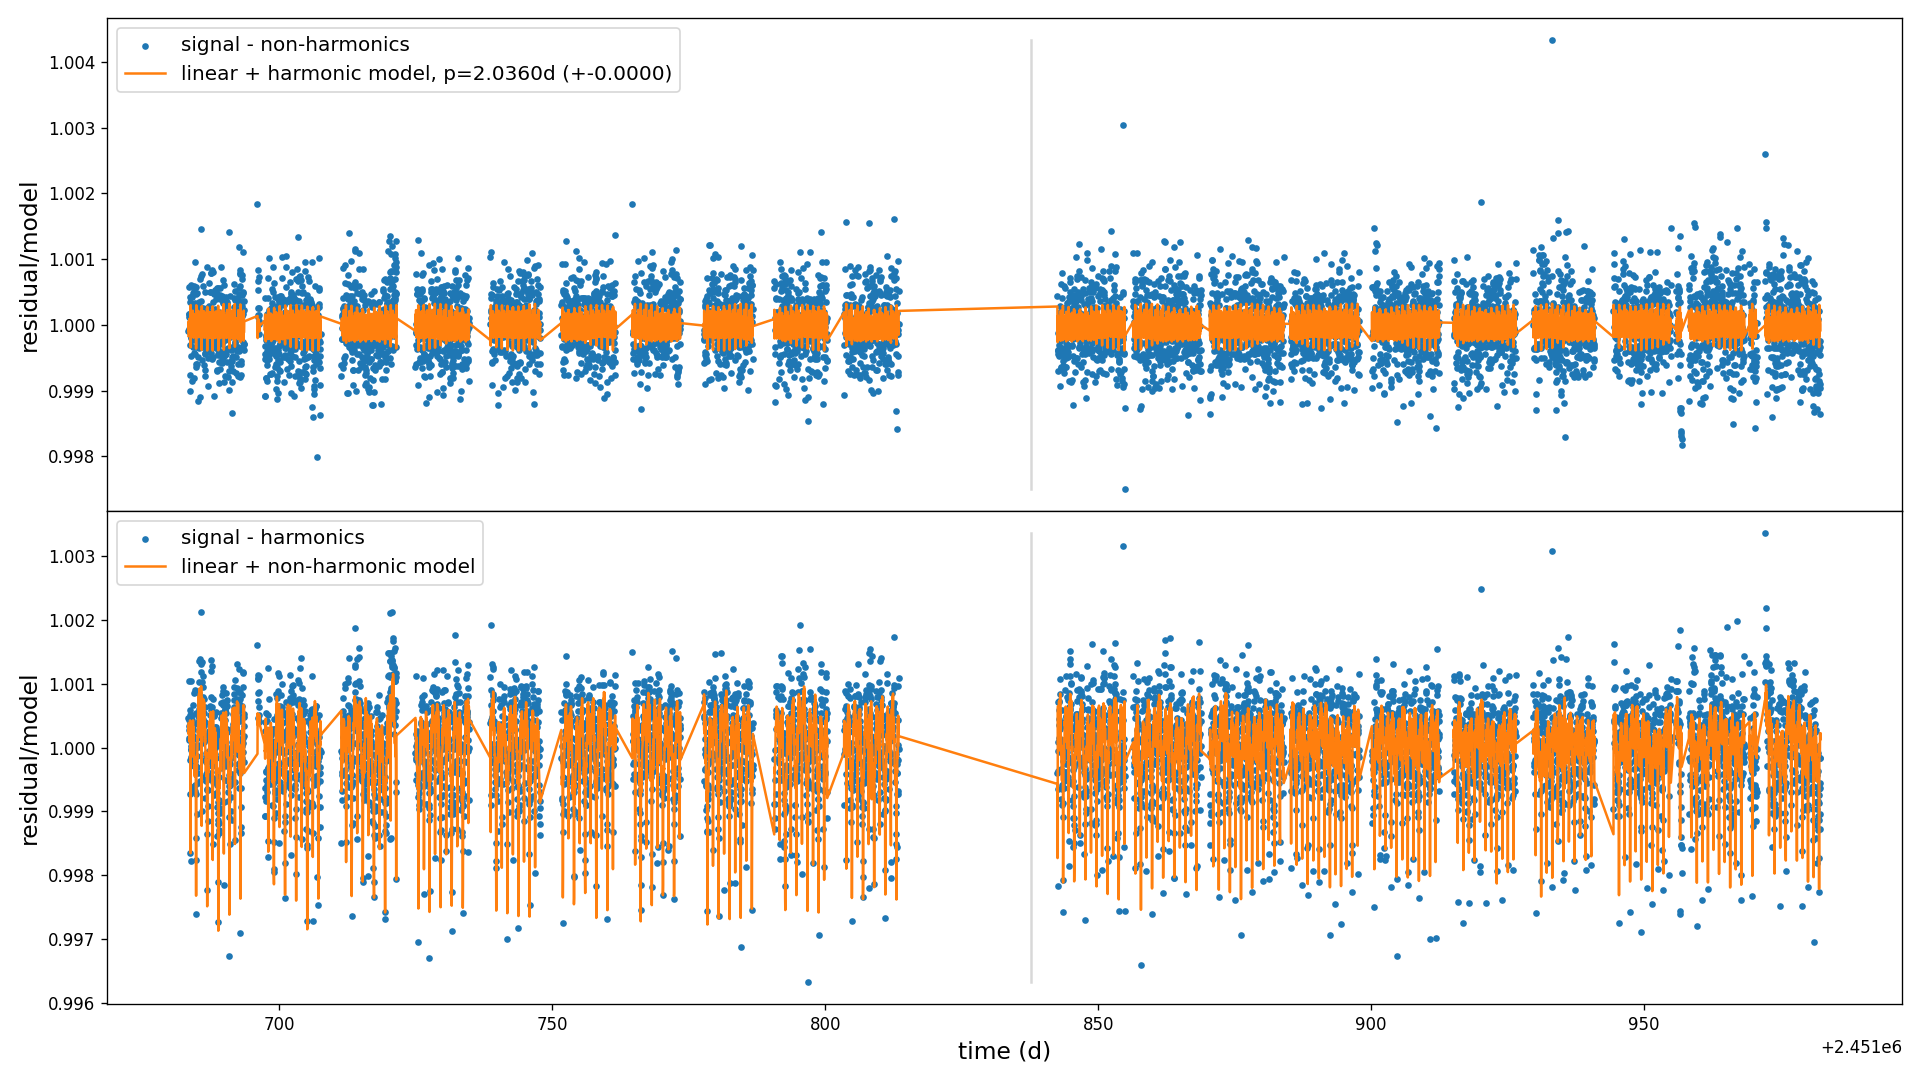 signal - non-harmonics
linear + harmonic model, p=2.0360d (+-0.0000)
1.004
1.003
1.002
1.001
1.000
0.999
0.998
residual/model
signal - harmonics
linear + non-harmonic model
1.003
1.002
1.001
1.000
0.999
0.998
0.997
0.996
residual/model
700 750 800 850 900 950
time (d)
+2.451e6